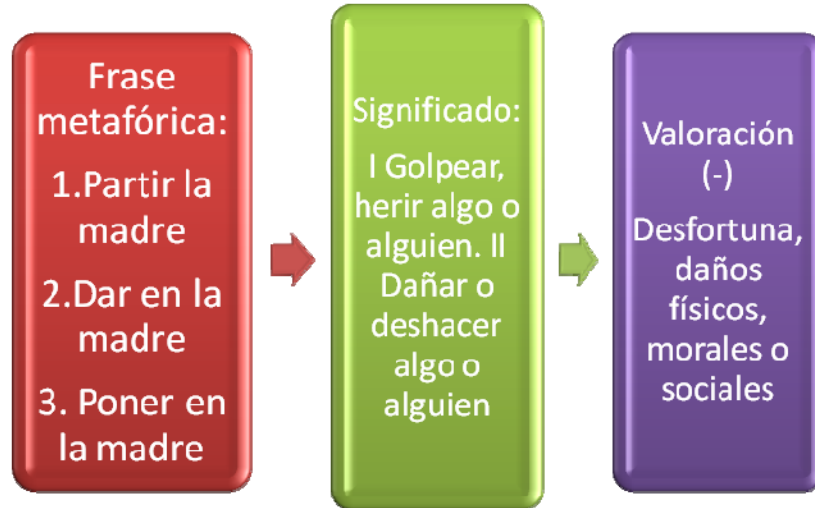 Frase
metafórica:
1.Partir la
madre
2.Dar en la
madre
3. Poner en
la madre
Significado:
I Golpear,
herir algo o
alguien. II
Dañar o
deshacer
algo o
alguien
Valoración
(-)
Desfortuna,
daños
físicos,
morales o
sociales